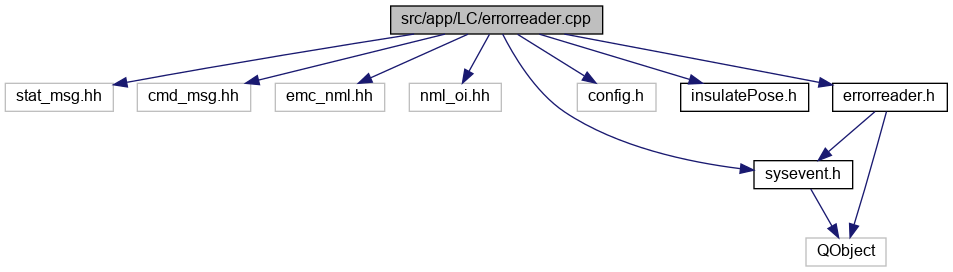 src/app/LC/errorreader.cpp
stat_msg.hh
cmd_msg.hh
emc_nml.hh
nml_oi.hh
config.h
insulatePose.h
errorreader.h
sysevent.h
QObject